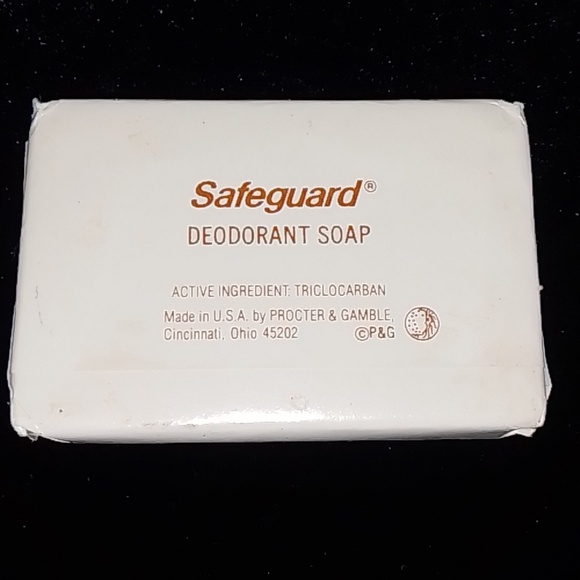 Safeguard®
DEODORANT SOAP
ACTIVE INGREDIENT: TRICLOCARBAN
Made in U.S.A. by PROCTER & GAMBLE,
Cincinnati, Ohio 45202 ©P&G